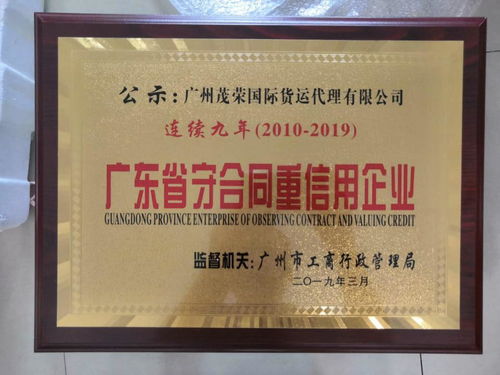 公示:广州茂荣国际货运代理有限公司
连续九年(2010-2019)
广东省守合同重信用企业
GUANGDONG PROVINCE ENTERPRISE OF OBSERVING CONTRACT AND VALUING CREDIT
监督机关:广州市工商行政管理局
二〇一九年三月